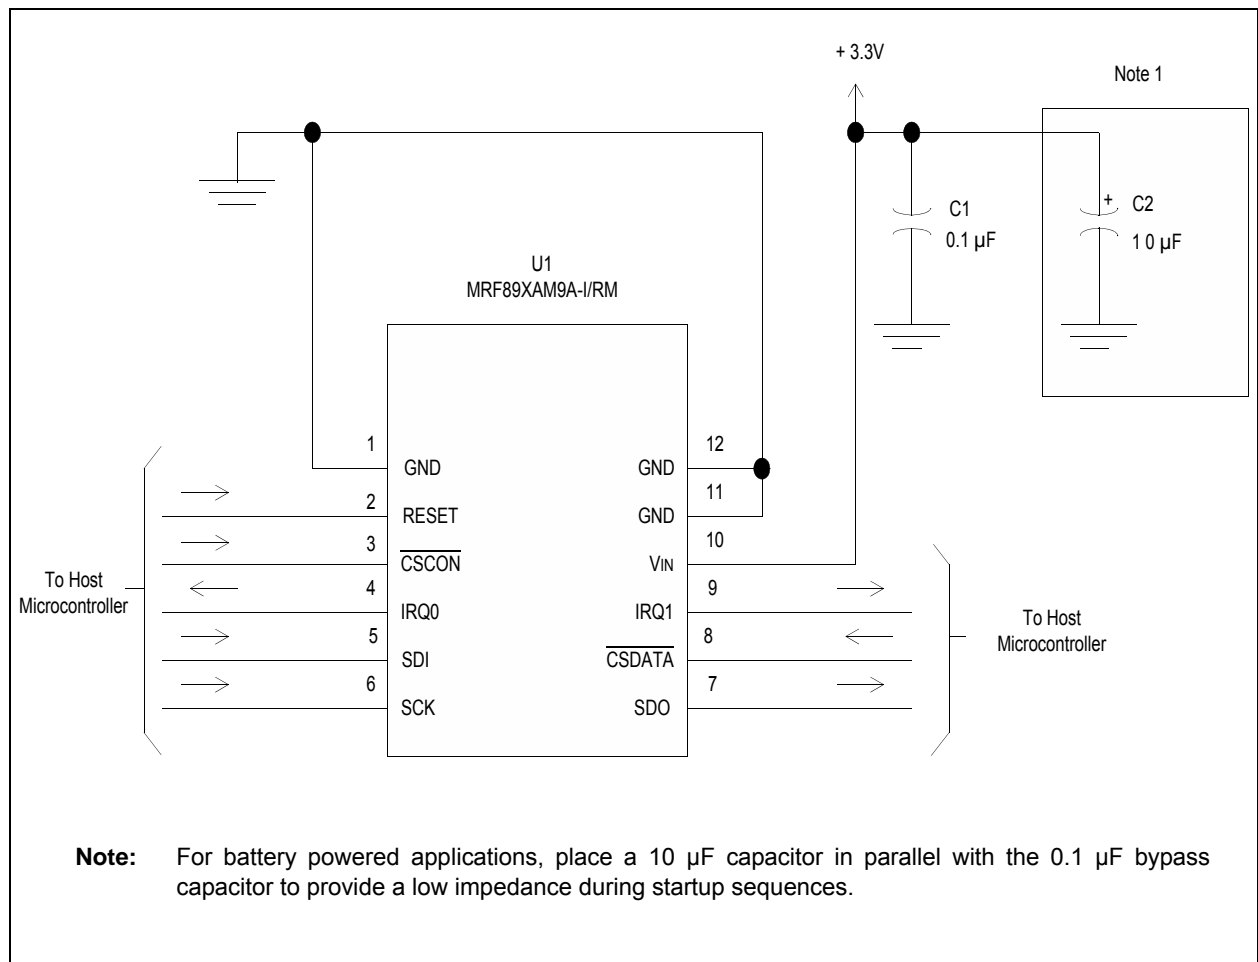 + 3.3V
Note 1
C1
0.1 µF
+ C2
1 0 µF
U1
MRF89XAM9A-I/RM
1
GND
2
RESET
3
CSCON
4
IRQ0
5
SDI
6
SCK
12
GND
11
GND
10
VIN
9
IRQ1
8
CSDATA
7
SDO
To Host
Microcontroller
To Host
Microcontroller
Note: For battery powered applications, place a 10 µF capacitor in parallel with the 0.1 µF bypass
capacitor to provide a low impedance during startup sequences.